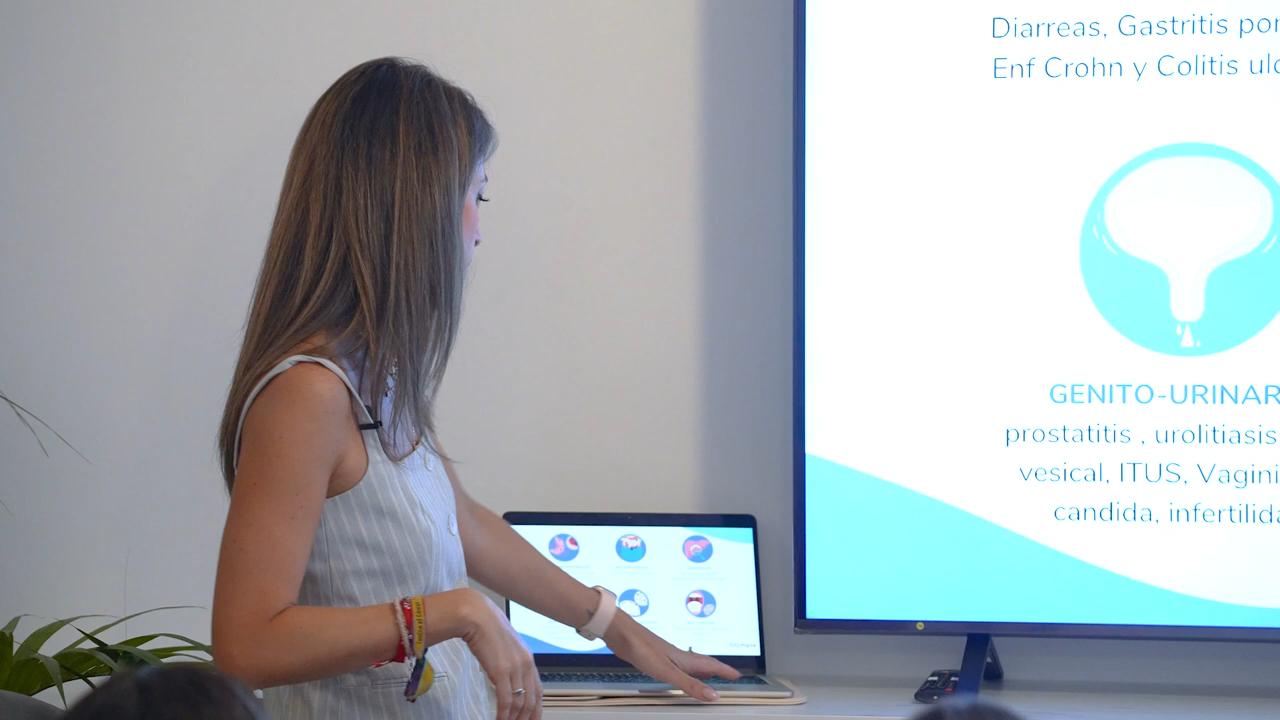 Diarreas, Gastritis por
Enf Crohn y Colitis ulc
GENITO-URINAR
prostatitis , urolitiasis
vesical, ITUS, Vagini
candida, infertilida